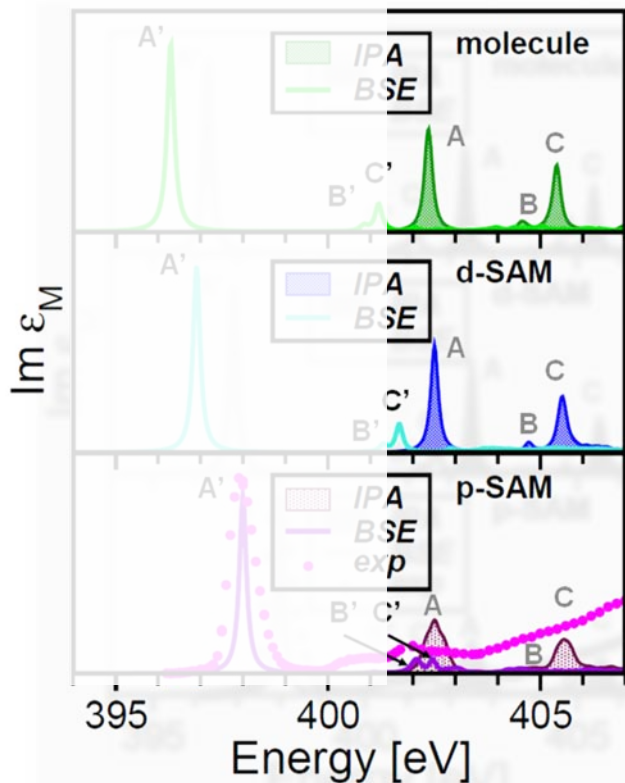 A' IPA molecule
BSE
A C
B' C' B
A' IPA d-SAM
BSE
A C
B' C' B
A' IPA p-SAM
BSE
exp
B' C' A C
B
Im ε_M
395 400 405
Energy [eV]